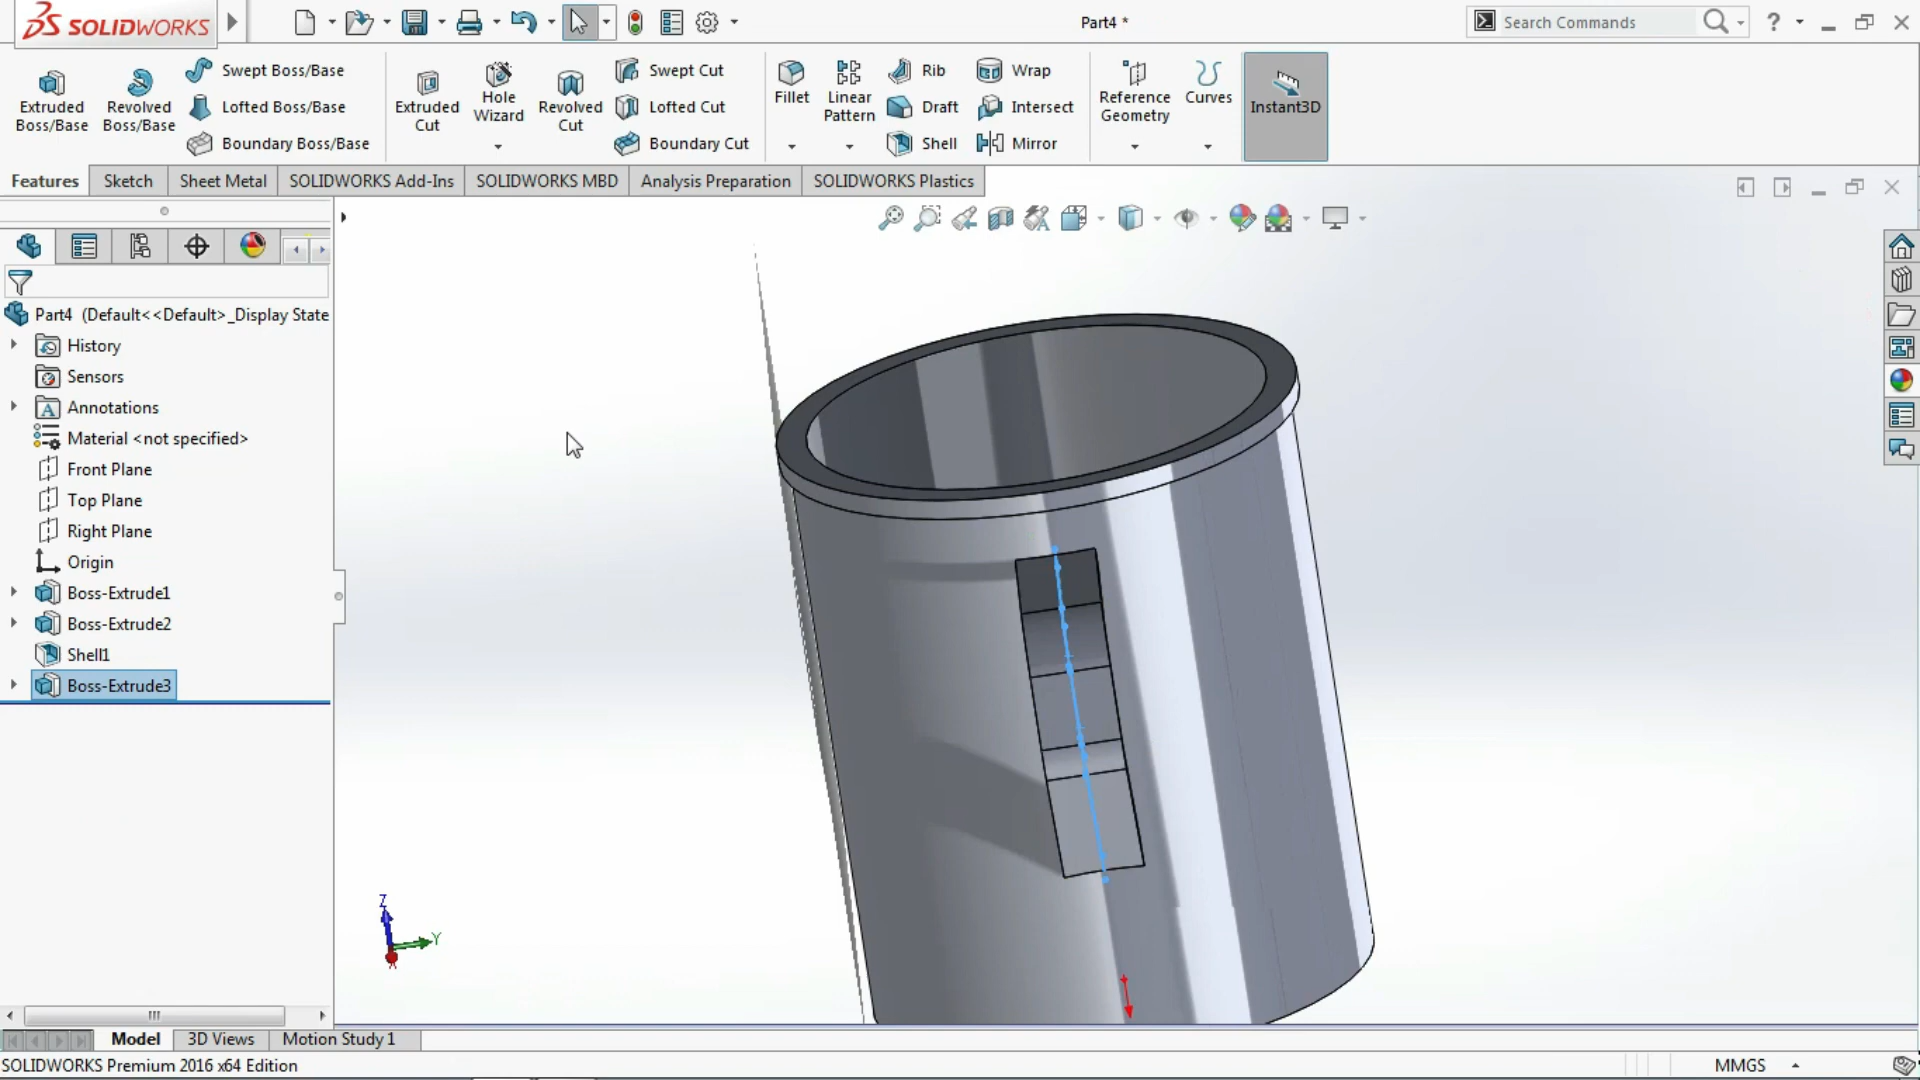 SOLIDWORKS
Part4 *
Search Commands
?
Extruded Boss/Base
Revolved Boss/Base
Swept Boss/Base
Lofted Boss/Base
Boundary Boss/Base
Extruded Cut
Hole Wizard
Revolved Cut
Swept Cut
Lofted Cut
Boundary Cut
Fillet
Linear Pattern
Rib
Draft
Shell
Wrap
Intersect
Mirror
Reference Geometry
Curves
Instant3D
Features
Sketch
Sheet Metal
SOLIDWORKS Add-Ins
SOLIDWORKS MBD
Analysis Preparation
SOLIDWORKS Plastics
Part4 (Default<<Default>_Display State
History
Sensors
Annotations
Material <not specified>
Front Plane
Top Plane
Right Plane
Origin
Boss-Extrude1
Boss-Extrude2
Shell1
Boss-Extrude3
Z
Y
Model
3D Views
Motion Study 1
SOLIDWORKS Premium 2016 x64 Edition
MMGS